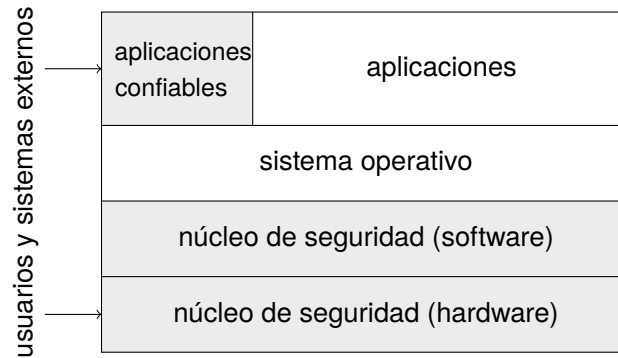 usuarios y sistemas externos
aplicaciones
confiables
aplicaciones
sistema operativo
núcleo de seguridad (software)
núcleo de seguridad (hardware)